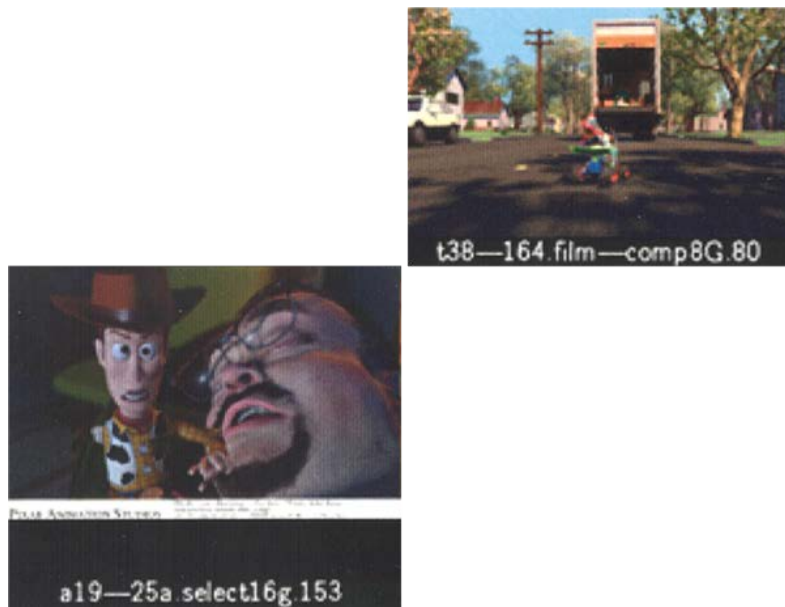 t38—164.film—comp8G.80
PIXAR ANIMATION STUDIOS
a19—25a.select16g.153